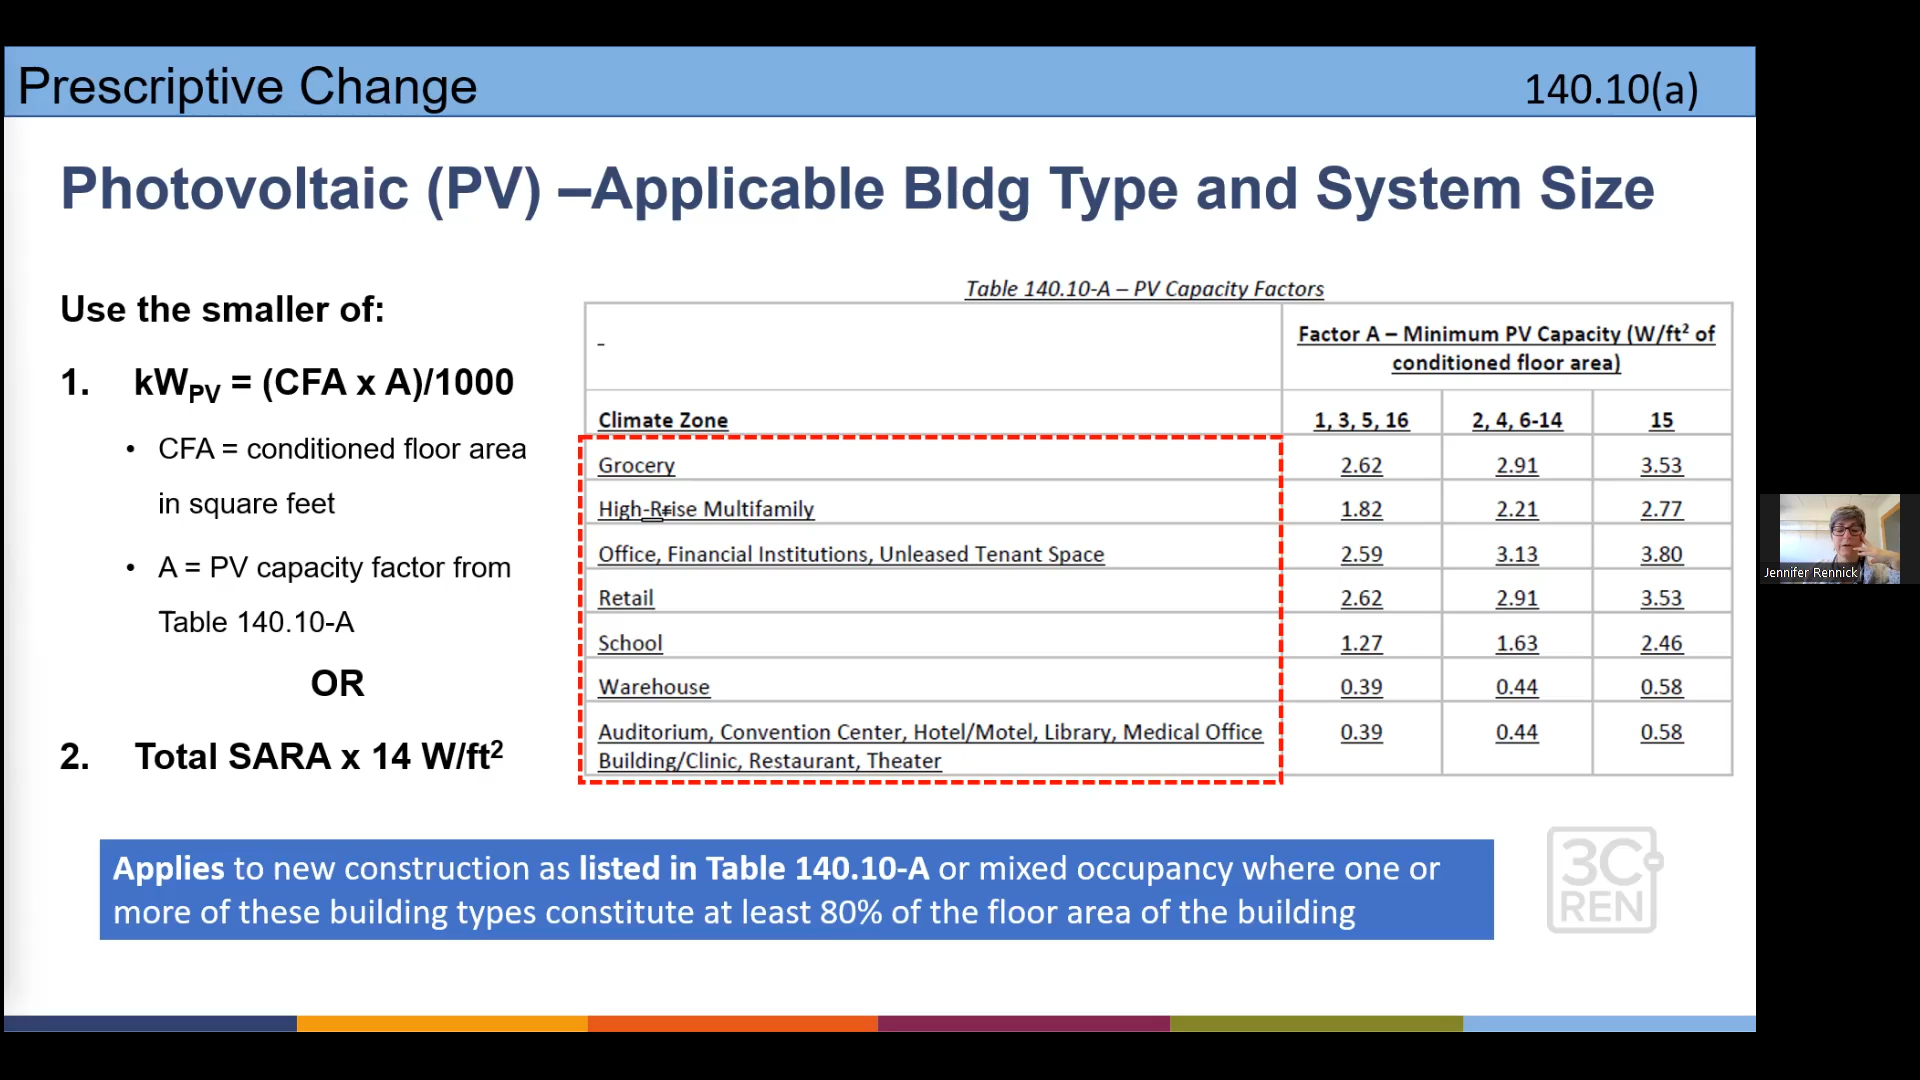 Prescriptive Change
140.10(a)
Photovoltaic (PV) –Applicable Bldg Type and System Size
Use the smaller of:
1. kWPV = (CFA x A)/1000
• CFA = conditioned floor area
in square feet
• A = PV capacity factor from
Table 140.10-A
OR
2. Total SARA x 14 W/ft²
Table 140.10-A – PV Capacity Factors
Factor A – Minimum PV Capacity (W/ft² of
conditioned floor area)
Climate Zone 1, 3, 5, 16 2, 4, 6-14 15
Grocery 2.62 2.91 3.53
High-Rise Multifamily 1.82 2.21 2.77
Office, Financial Institutions, Unleased Tenant Space 2.59 3.13 3.80
Retail 2.62 2.91 3.53
School 1.27 1.63 2.46
Warehouse 0.39 0.44 0.58
Auditorium, Convention Center, Hotel/Motel, Library, Medical Office 0.39 0.44 0.58
Building/Clinic, Restaurant, Theater
Applies to new construction as listed in Table 140.10-A or mixed occupancy where one or
more of these building types constitute at least 80% of the floor area of the building
3C-
REN
Jennifer Rennick